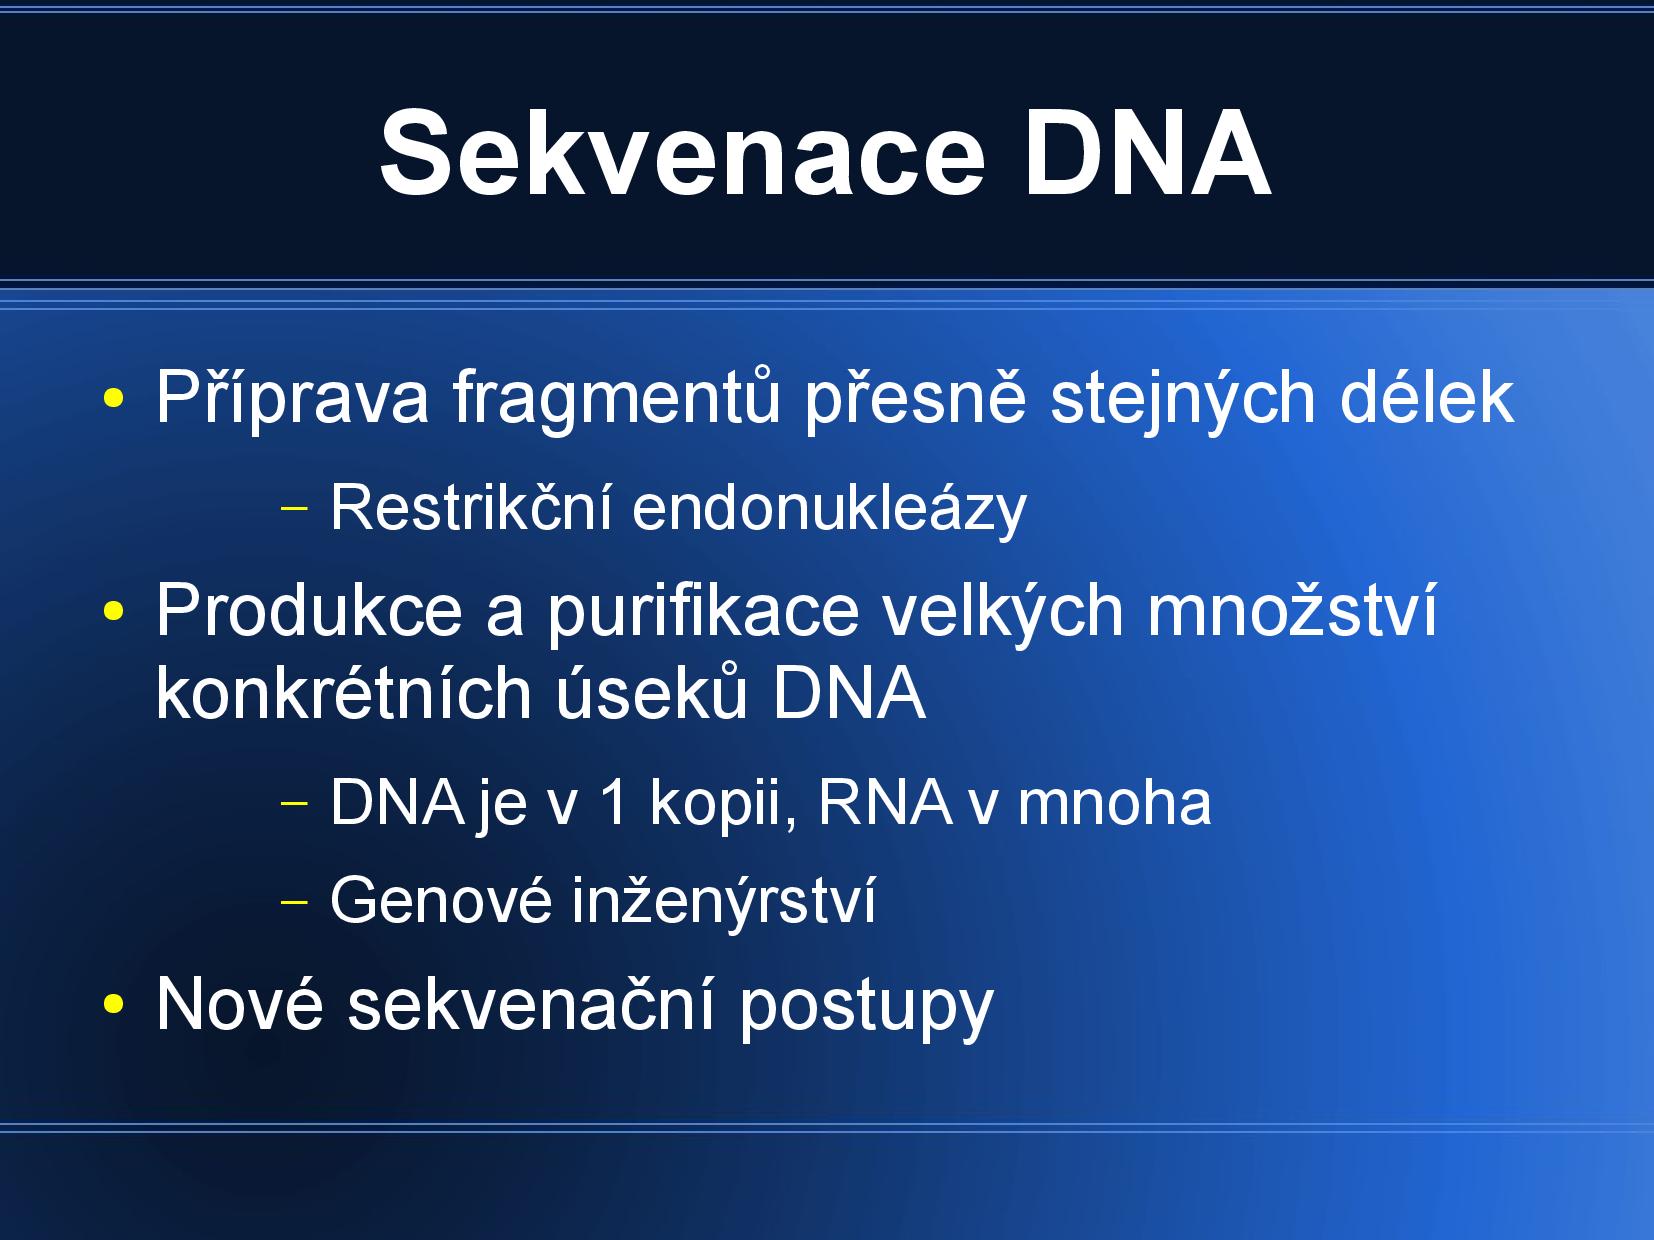 Sekvenace DNA
● Příprava fragmentů přesně stejných délek
– Restrikční endonukleázy
● Produkce a purifikace velkých množství
konkrétních úseků DNA
– DNA je v 1 kopii, RNA v mnoha
– Genové inženýrství
● Nové sekvenační postupy